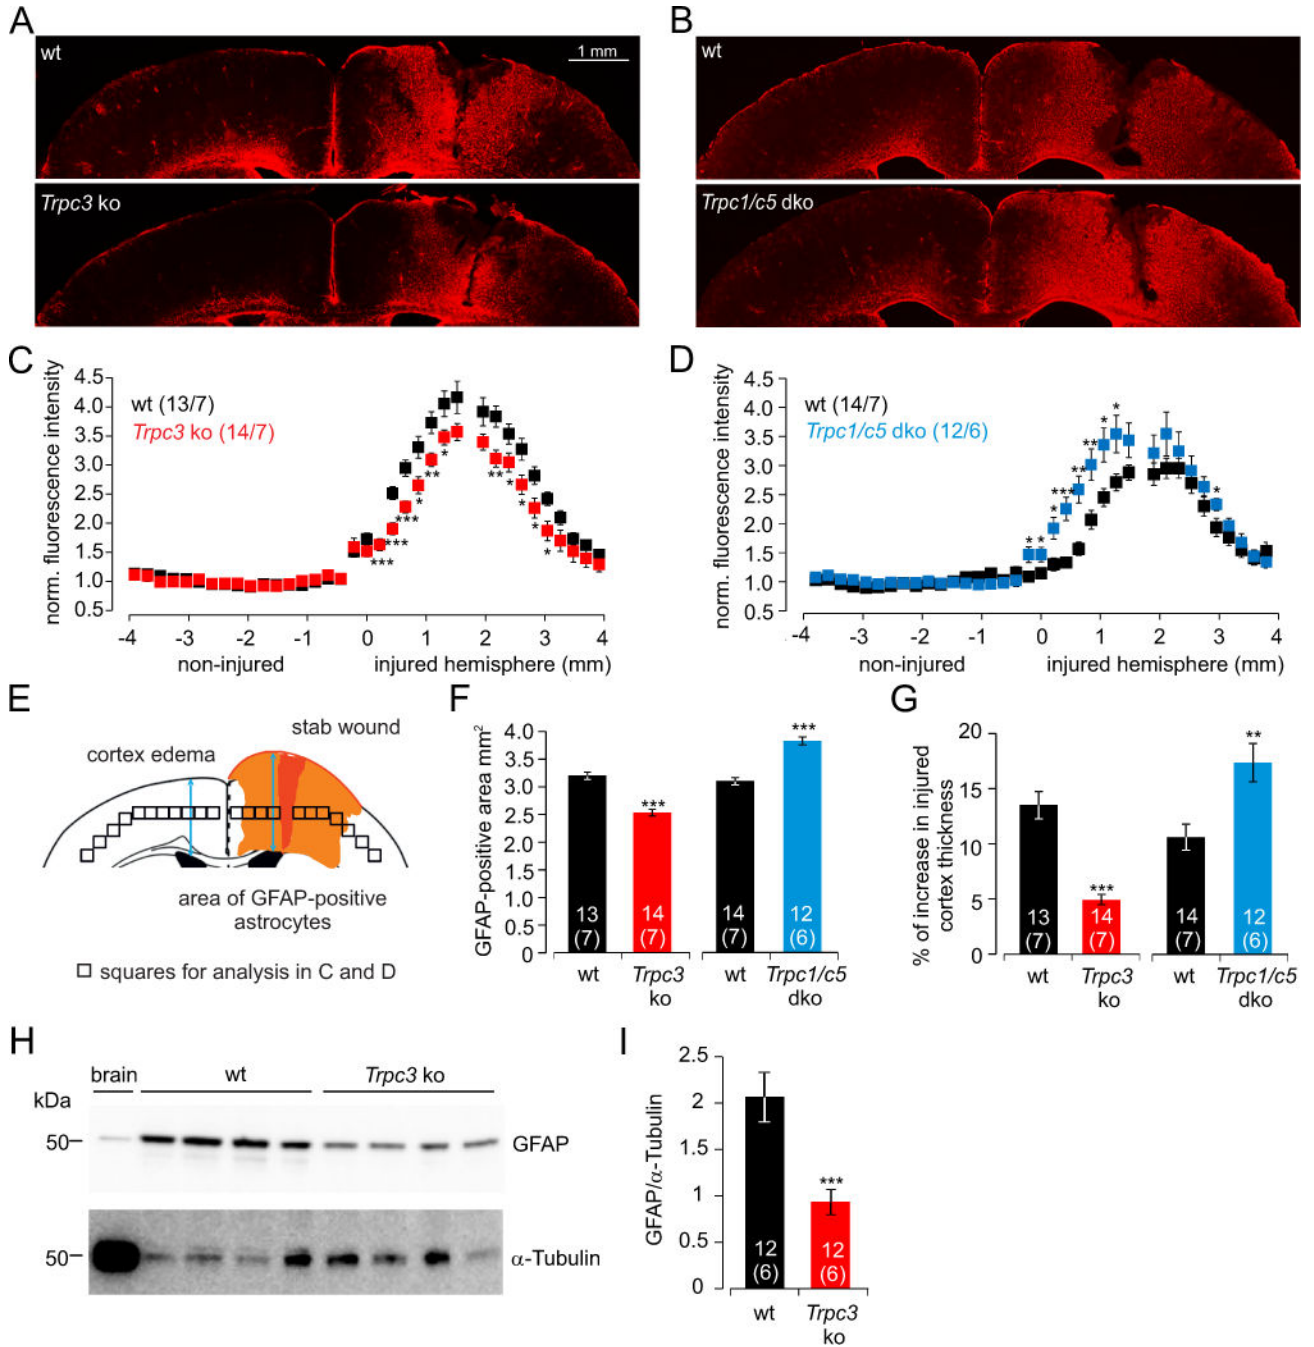 A
wt
1 mm
Trpc3 ko
B
wt
Trpc1/c5 dko
C
norm. fluorescence intensity
4.5
4.0
3.5
3.0
2.5
2.0
1.5
1.0
0.5
wt (13/7)
Trpc3 ko (14/7)
*
**
*
***
***
***
**
*
*
*
-4 -3 -2 -1 0 1 2 3 4
non-injured injured hemisphere (mm)
D
norm. fluorescence intensity
4.5
4.0
3.5
3.0
2.5
2.0
1.5
1.0
0.5
wt (14/7)
Trpc1/c5 dko (12/6)
* * * *** ** ** * * *
-4 -3 -2 -1 0 1 2 3 4
non-injured injured hemisphere (mm)
E
stab wound
cortex edema
area of GFAP-positive
astrocytes
squares for analysis in C and D
F
GFAP-positive area mm²
4.0
3.5
3.0
2.5
2.0
1.5
1.0
0.5
0
***
***
13 14 14 12
(7) (7) (7) (6)
wt Trpc3 wt Trpc1/c5
ko dko
G
% of increase in injured
cortex thickness
20
15
10
5
0
**
***
13 14 14 12
(7) (7) (7) (6)
wt Trpc3 wt Trpc1/c5
ko dko
H
brain wt Trpc3 ko
kDa
50 GFAP
50 α-Tubulin
I
GFAP/α-Tubulin
2.5
2
1.5
1
0.5
0
***
12 12
(6) (6)
wt Trpc3
ko